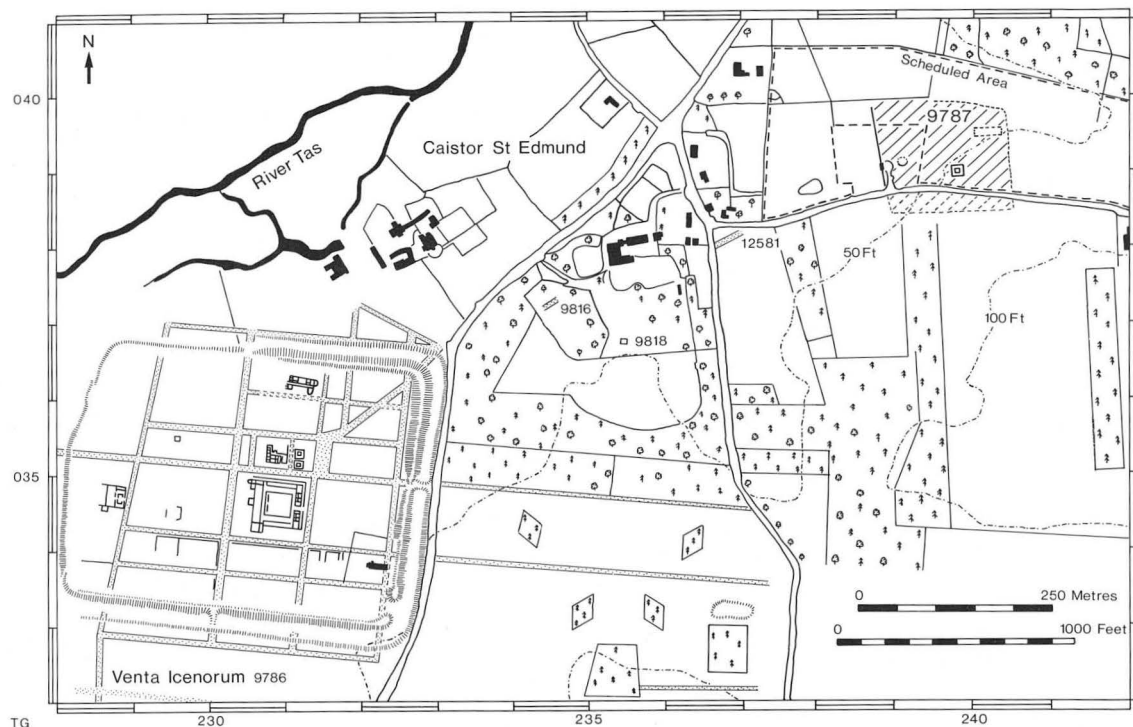 N
040
Scheduled Area
9787
Caistor St Edmund
River Tas
12581
50 Ft
9816
100 Ft
9818
035
0 250 Metres
0 1000 Feet
Venta Icenorum 9786
TG 230 235 240